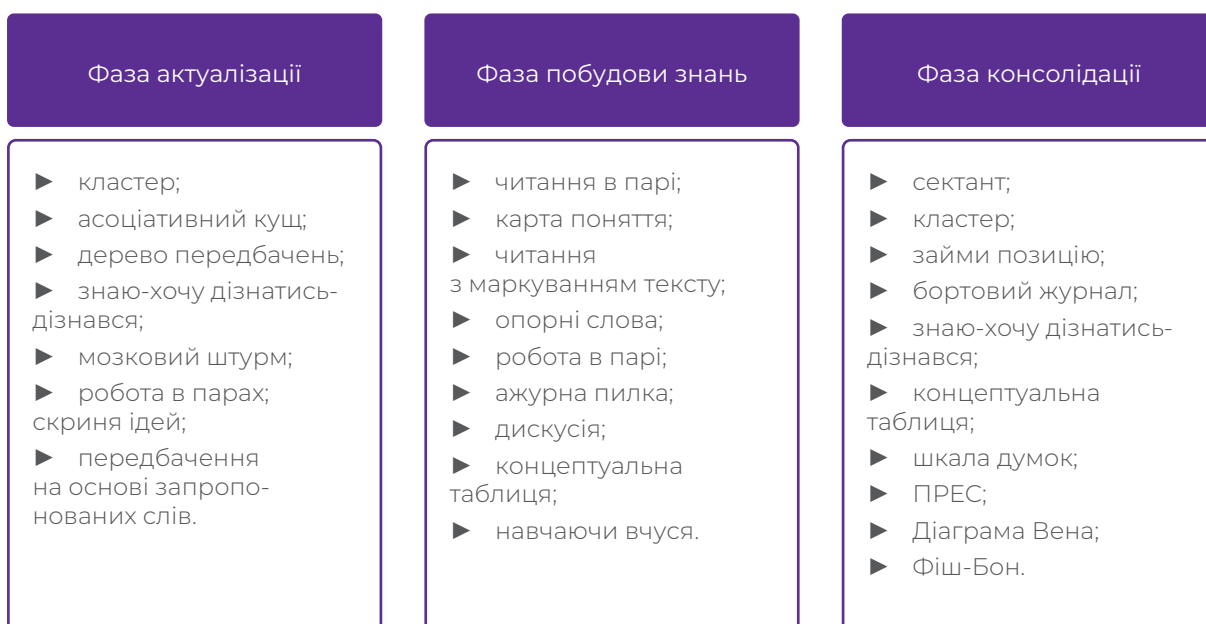 Фаза актуалізації
► кластер;
► асоціативний кущ;
► дерево передбачень;
► знаю-хочу дізнатись-
дізнався;
► мозковий штурм;
► робота в парах;
скриня ідей;
► передбачення
на основі запропо-
нованих слів.
Фаза побудови знань
► читання в парі;
► карта поняття;
► читання
з маркуванням тексту;
► опорні слова;
► робота в парі;
► ажурна пилка;
► дискусія;
► концептуальна
таблиця;
► навчаючи вчуся.
Фаза консолідації
► сектант;
► кластер;
► займи позицію;
► бортовий журнал;
► знаю-хочу дізнатись-
дізнався;
► концептуальна
таблиця;
► шкала думок;
► ПРЕС;
► Діаграма Вена;
► Фіш-Бон.